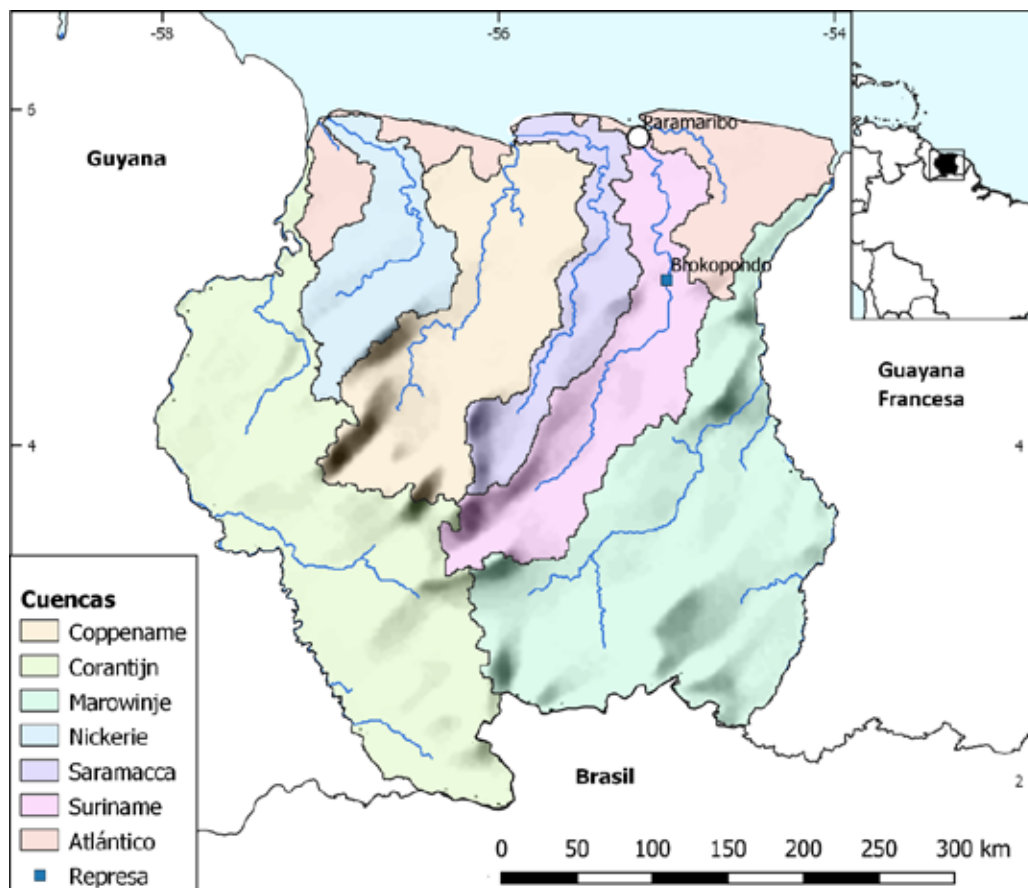 -58
-56
-54
5
Paramaribo
Guyana
Brokopondo
Guayana
Francesa
4
4
Cuencas
Coppename
Corantijn
Marowinje
Nickerie
Saramacca
Suriname
Atlántico
Represa
Brasil
2
0 50 100 150 200 250 300 km